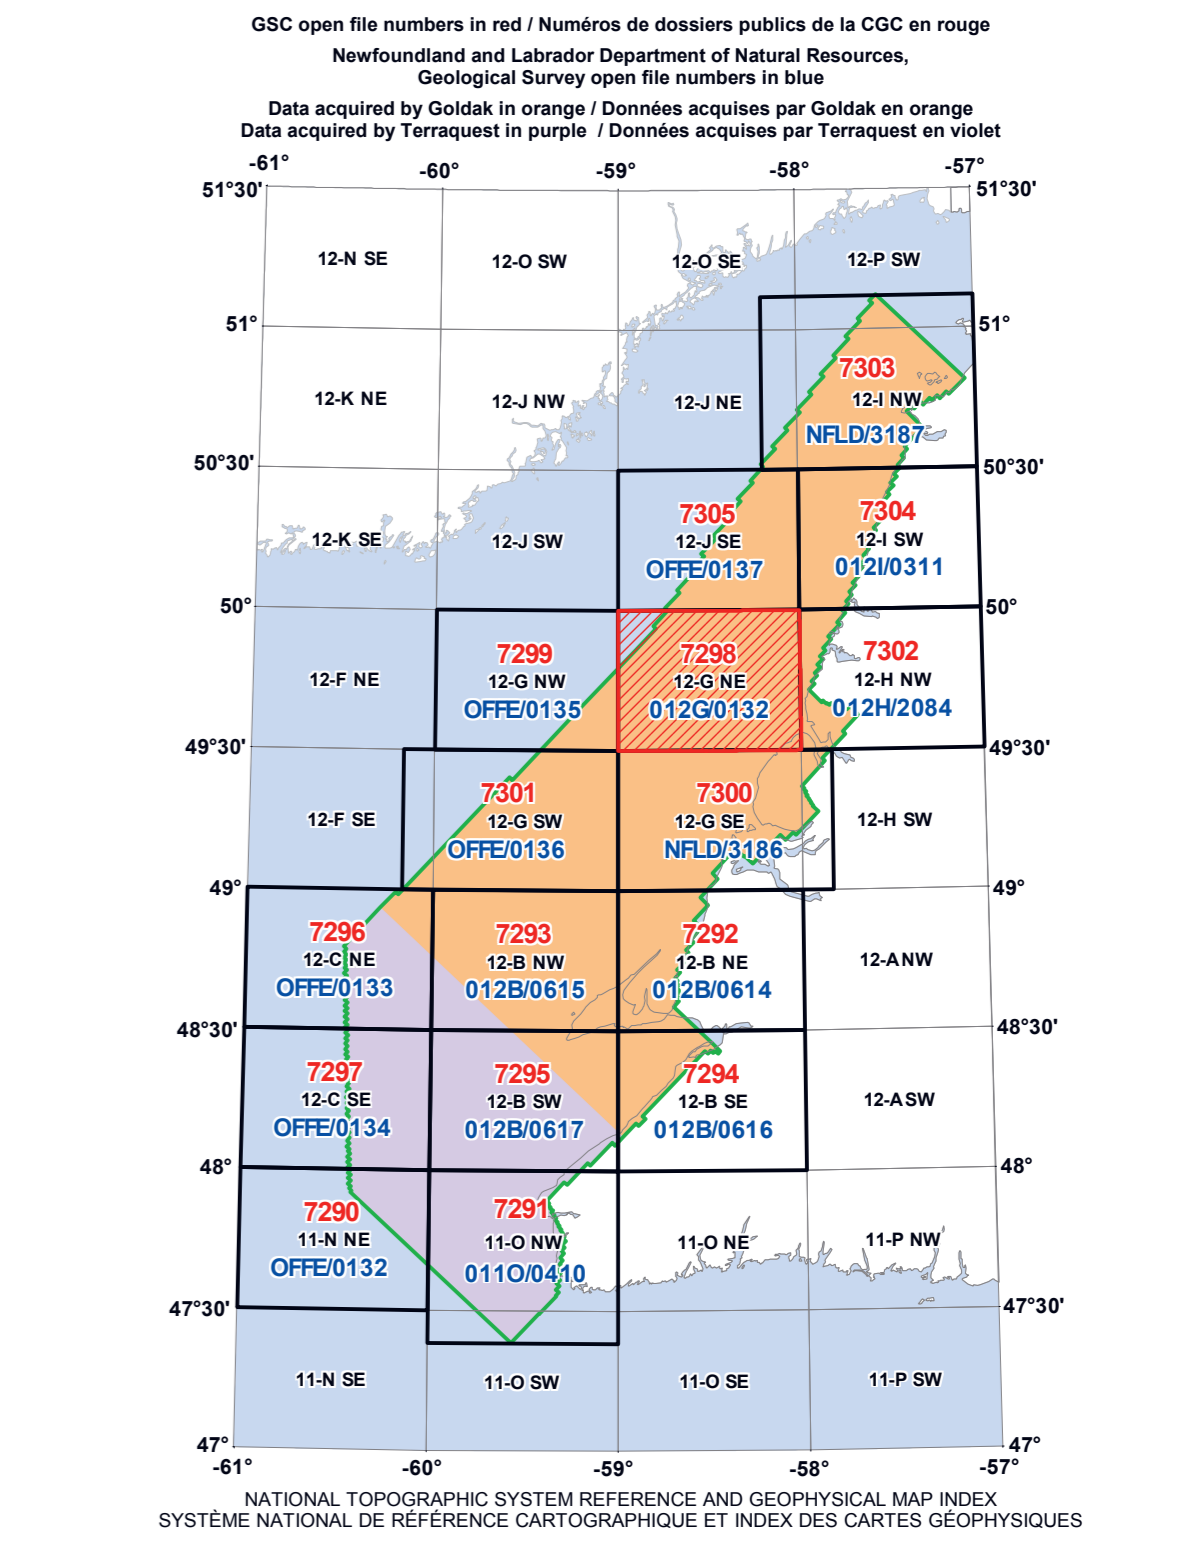 GSC open file numbers in red / Numéros de dossiers publics de la CGC en rouge
Newfoundland and Labrador Department of Natural Resources,
Geological Survey open file numbers in blue
Data acquired by Goldak in orange / Données acquises par Goldak en orange
Data acquired by Terraquest in purple / Données acquises par Terraquest en violet
-61° -60° -59° -58° -57°
51°30' 51°30'
12-N SE 12-O SW 12-O SE 12-P SW
51° 51°
7303
12-K NE 12-J NW 12-J NE 12-I NW
NFLD/3187
50°30' 50°30'
7305 7304
12-K SE 12-J SW 12-J SE 12-I SW
OFFE/0137 012I/0311
50° 50°
7299 7298 7302
12-F NE 12-G NW 12-G NE 12-H NW
OFFE/0135 012G/0132 012H/2084
49°30' 49°30'
7301 7300
12-F SE 12-G SW 12-G SE 12-H SW
OFFE/0136 NFLD/3186
49° 49°
7296 7293 7292
12-C NE 12-B NW 12-B NE 12-A NW
OFFE/0133 012B/0615 012B/0614
48°30' 48°30'
7297 7295 7294
12-C SE 12-B SW 12-B SE 12-A SW
OFFE/0134 012B/0617 012B/0616
48° 48°
7290 7291
11-N NE 11-O NW 11-O NE 11-P NW
OFFE/0132 011O/0410
47°30' 47°30'
11-N SE 11-O SW 11-O SE 11-P SW
47° 47°
-61° -60° -59° -58° -57°
NATIONAL TOPOGRAPHIC SYSTEM REFERENCE AND GEOPHYSICAL MAP INDEX
SYSTÈME NATIONAL DE RÉFÉRENCE CARTOGRAPHIQUE ET INDEX DES CARTES GÉOPHYSIQUES